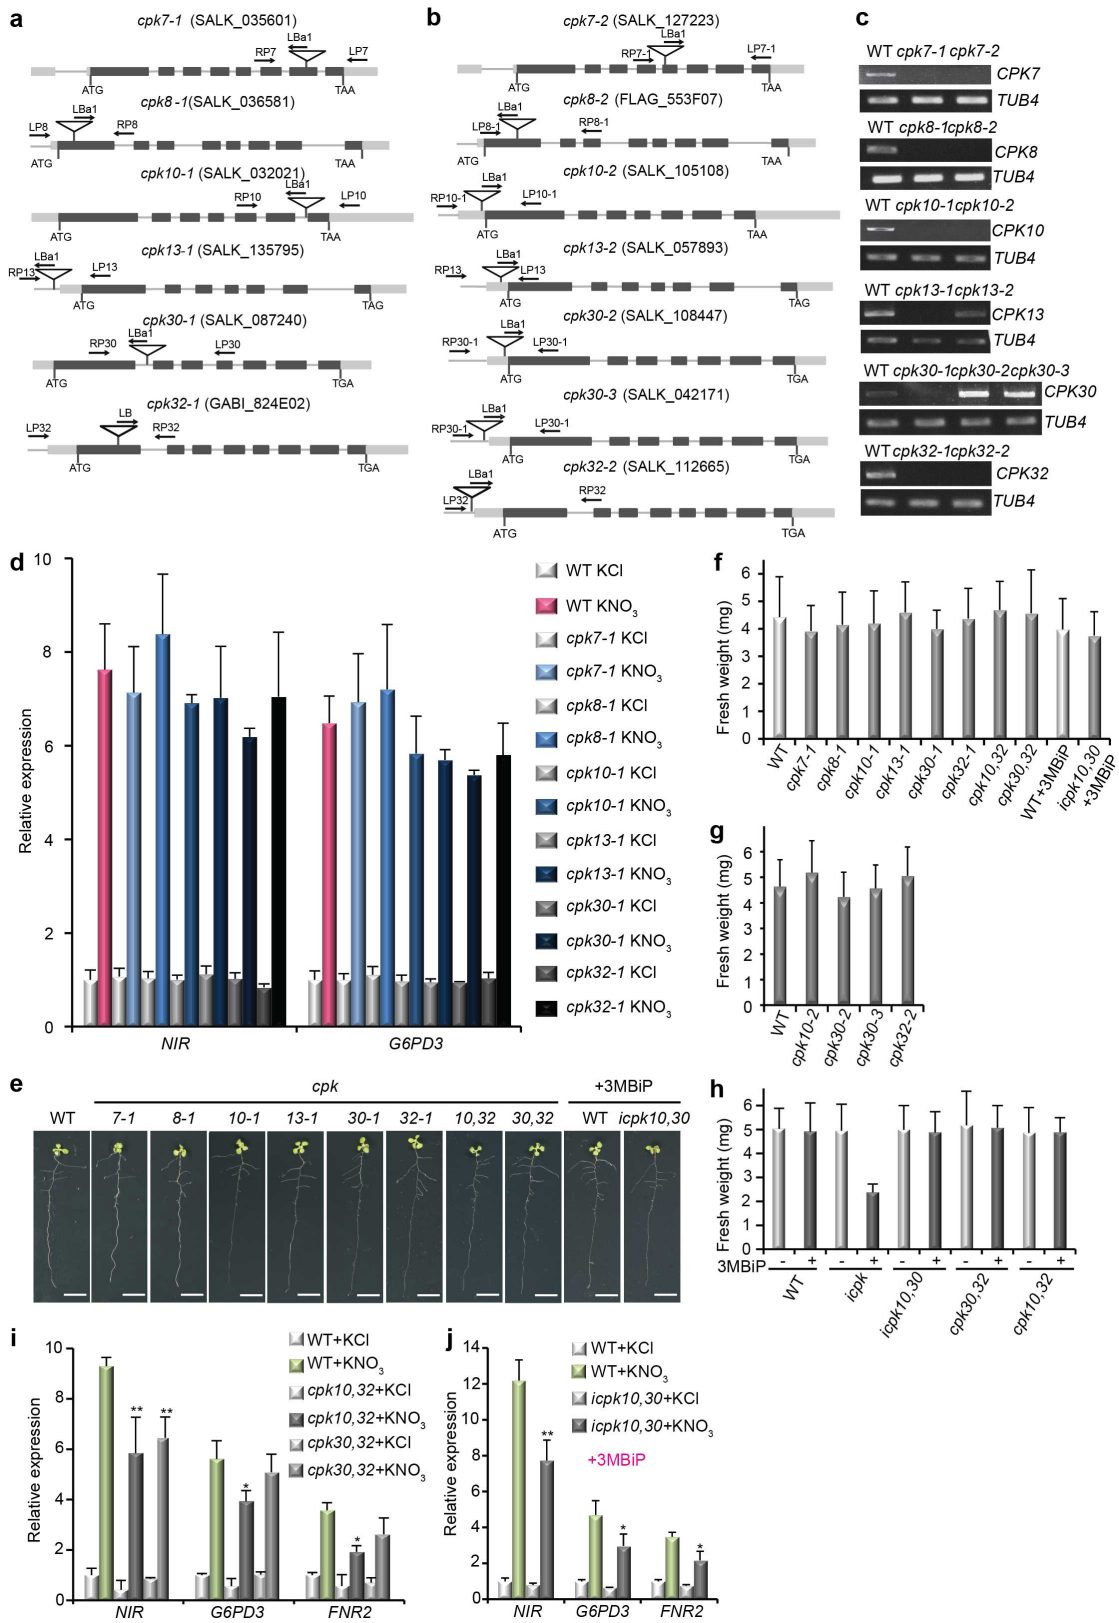 a
cpk7-1 (SALK_035601)
LBa1
RP7
LP7
ATG
TAA
cpk8-1(SALK_036581)
LBa1
LP8
RP8
ATG
TAA
cpk10-1 (SALK_032021)
LBa1
RP10
LP10
ATG
TAA
cpk13-1 (SALK_135795)
LBa1
RP13
LP13
ATG
TAG
cpk30-1 (SALK_087240)
LBa1
RP30
LP30
ATG
TGA
cpk32-1 (GABI_824E02)
LB
LP32
RP32
ATG
TGA
b
cpk7-2 (SALK_127223)
LBa1
RP7-1
LP7-1
ATG
TAA
cpk8-2 (FLAG_553F07)
LBa1
LP8-1
RP8-1
ATG
TAA
cpk10-2 (SALK_105108)
LBa1
RP10-1
LP10-1
ATG
TAA
cpk13-2 (SALK_057893)
LBa1
RP13
LP13
ATG
TAG
cpk30-2 (SALK_108447)
LBa1
RP30-1
LP30-1
ATG
TGA
cpk30-3 (SALK_042171)
LBa1
RP30-1
LP30-1
ATG
TGA
cpk32-2 (SALK_112665)
LBa1
LP32
RP32
ATG
TGA
c
WT cpk7-1 cpk7-2
CPK7
TUB4
WT cpk8-1cpk8-2
CPK8
TUB4
WT cpk10-1cpk10-2
CPK10
TUB4
WT cpk13-1cpk13-2
CPK13
TUB4
WT cpk30-1cpk30-2cpk30-3
CPK30
TUB4
WT cpk32-1cpk32-2
CPK32
TUB4
d
Relative expression
10
8
6
4
2
0
NIR
G6PD3
WT KCl
WT KNO3
cpk7-1 KCl
cpk7-1 KNO3
cpk8-1 KCl
cpk8-1 KNO3
cpk10-1 KCl
cpk10-1 KNO3
cpk13-1 KCl
cpk13-1 KNO3
cpk30-1 KCl
cpk30-1 KNO3
cpk32-1 KCl
cpk32-1 KNO3
e
cpk
+3MBiP
WT 7-1 8-1 10-1 13-1 30-1 32-1 10,32 30,32 WT icpk10,30
f
Fresh weight (mg)
6
5
4
3
2
1
0
WT
cpk7-1
cpk8-1
cpk10-1
cpk13-1
cpk30-1
cpk32-1
cpk10,32
cpk30,32
WT+3MBiP
icpk10,30
+3MBiP
g
Fresh weight (mg)
6
5
4
3
2
1
0
WT
cpk10-2
cpk30-2
cpk30-3
cpk32-2
h
Fresh weight (mg)
6
5
4
3
2
1
0
3MBiP - + - + - + - + - +
WT
icpk
icpk10,30
cpk30,32
cpk10,32
i
Relative expression
10
8
6
4
2
0
** **
*
*
NIR
G6PD3
FNR2
WT+KCl
WT+KNO3
cpk10,32+KCl
cpk10,32+KNO3
cpk30,32+KCl
cpk30,32+KNO3
j
Relative expression
14
12
10
8
6
4
2
0
**
*
*
NIR
G6PD3
FNR2
WT+KCl
WT+KNO3
icpk10,30+KCl
icpk10,30+KNO3
+3MBiP